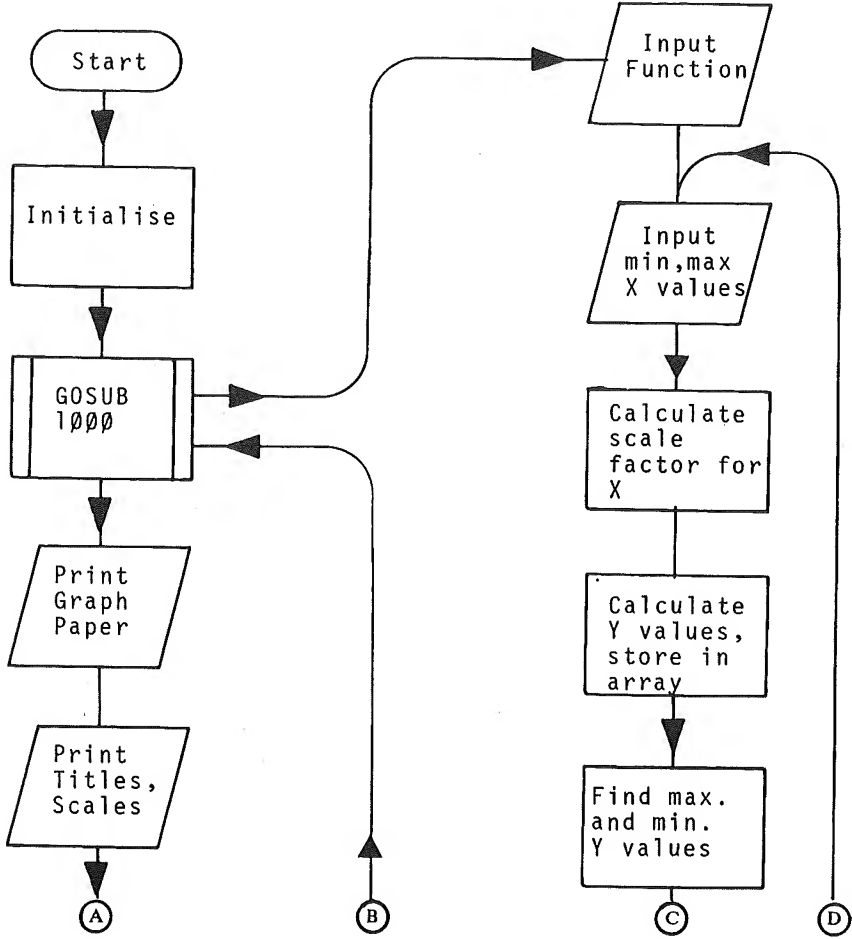 Start
Initialise
GOSUB
1000
Print
Graph
Paper
Print
Titles,
Scales
A
B
Input
Function
Input
min,max
X values
Calculate
scale
factor for
X
Calculate
Y values,
store in
array
Find max.
and min.
Y values
C
D